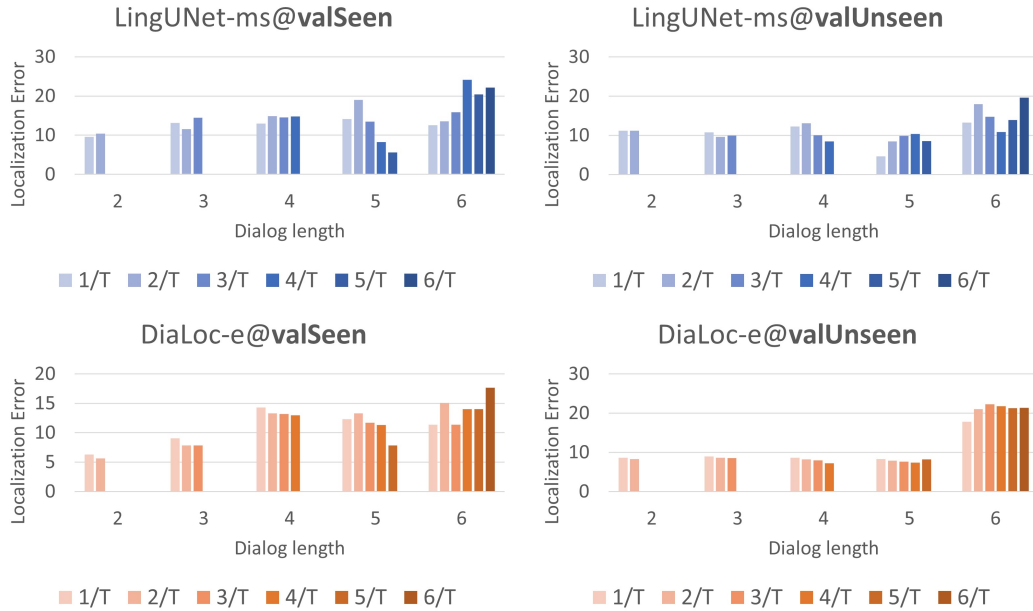 LingUNet-ms@valSeen
30
20
10
0
Localization Error
2 3 4 5 6
Dialog length
1/T 2/T 3/T 4/T 5/T 6/T
LingUNet-ms@valUnseen
30
20
10
0
Localization Error
2 3 4 5 6
Dialog length
1/T 2/T 3/T 4/T 5/T 6/T
DiaLoc-e@valSeen
20
15
10
5
0
Localization Error
2 3 4 5 6
Dialog length
1/T 2/T 3/T 4/T 5/T 6/T
DiaLoc-e@valUnseen
30
20
10
0
Localization Error
2 3 4 5 6
Dialog length
1/T 2/T 3/T 4/T 5/T 6/T